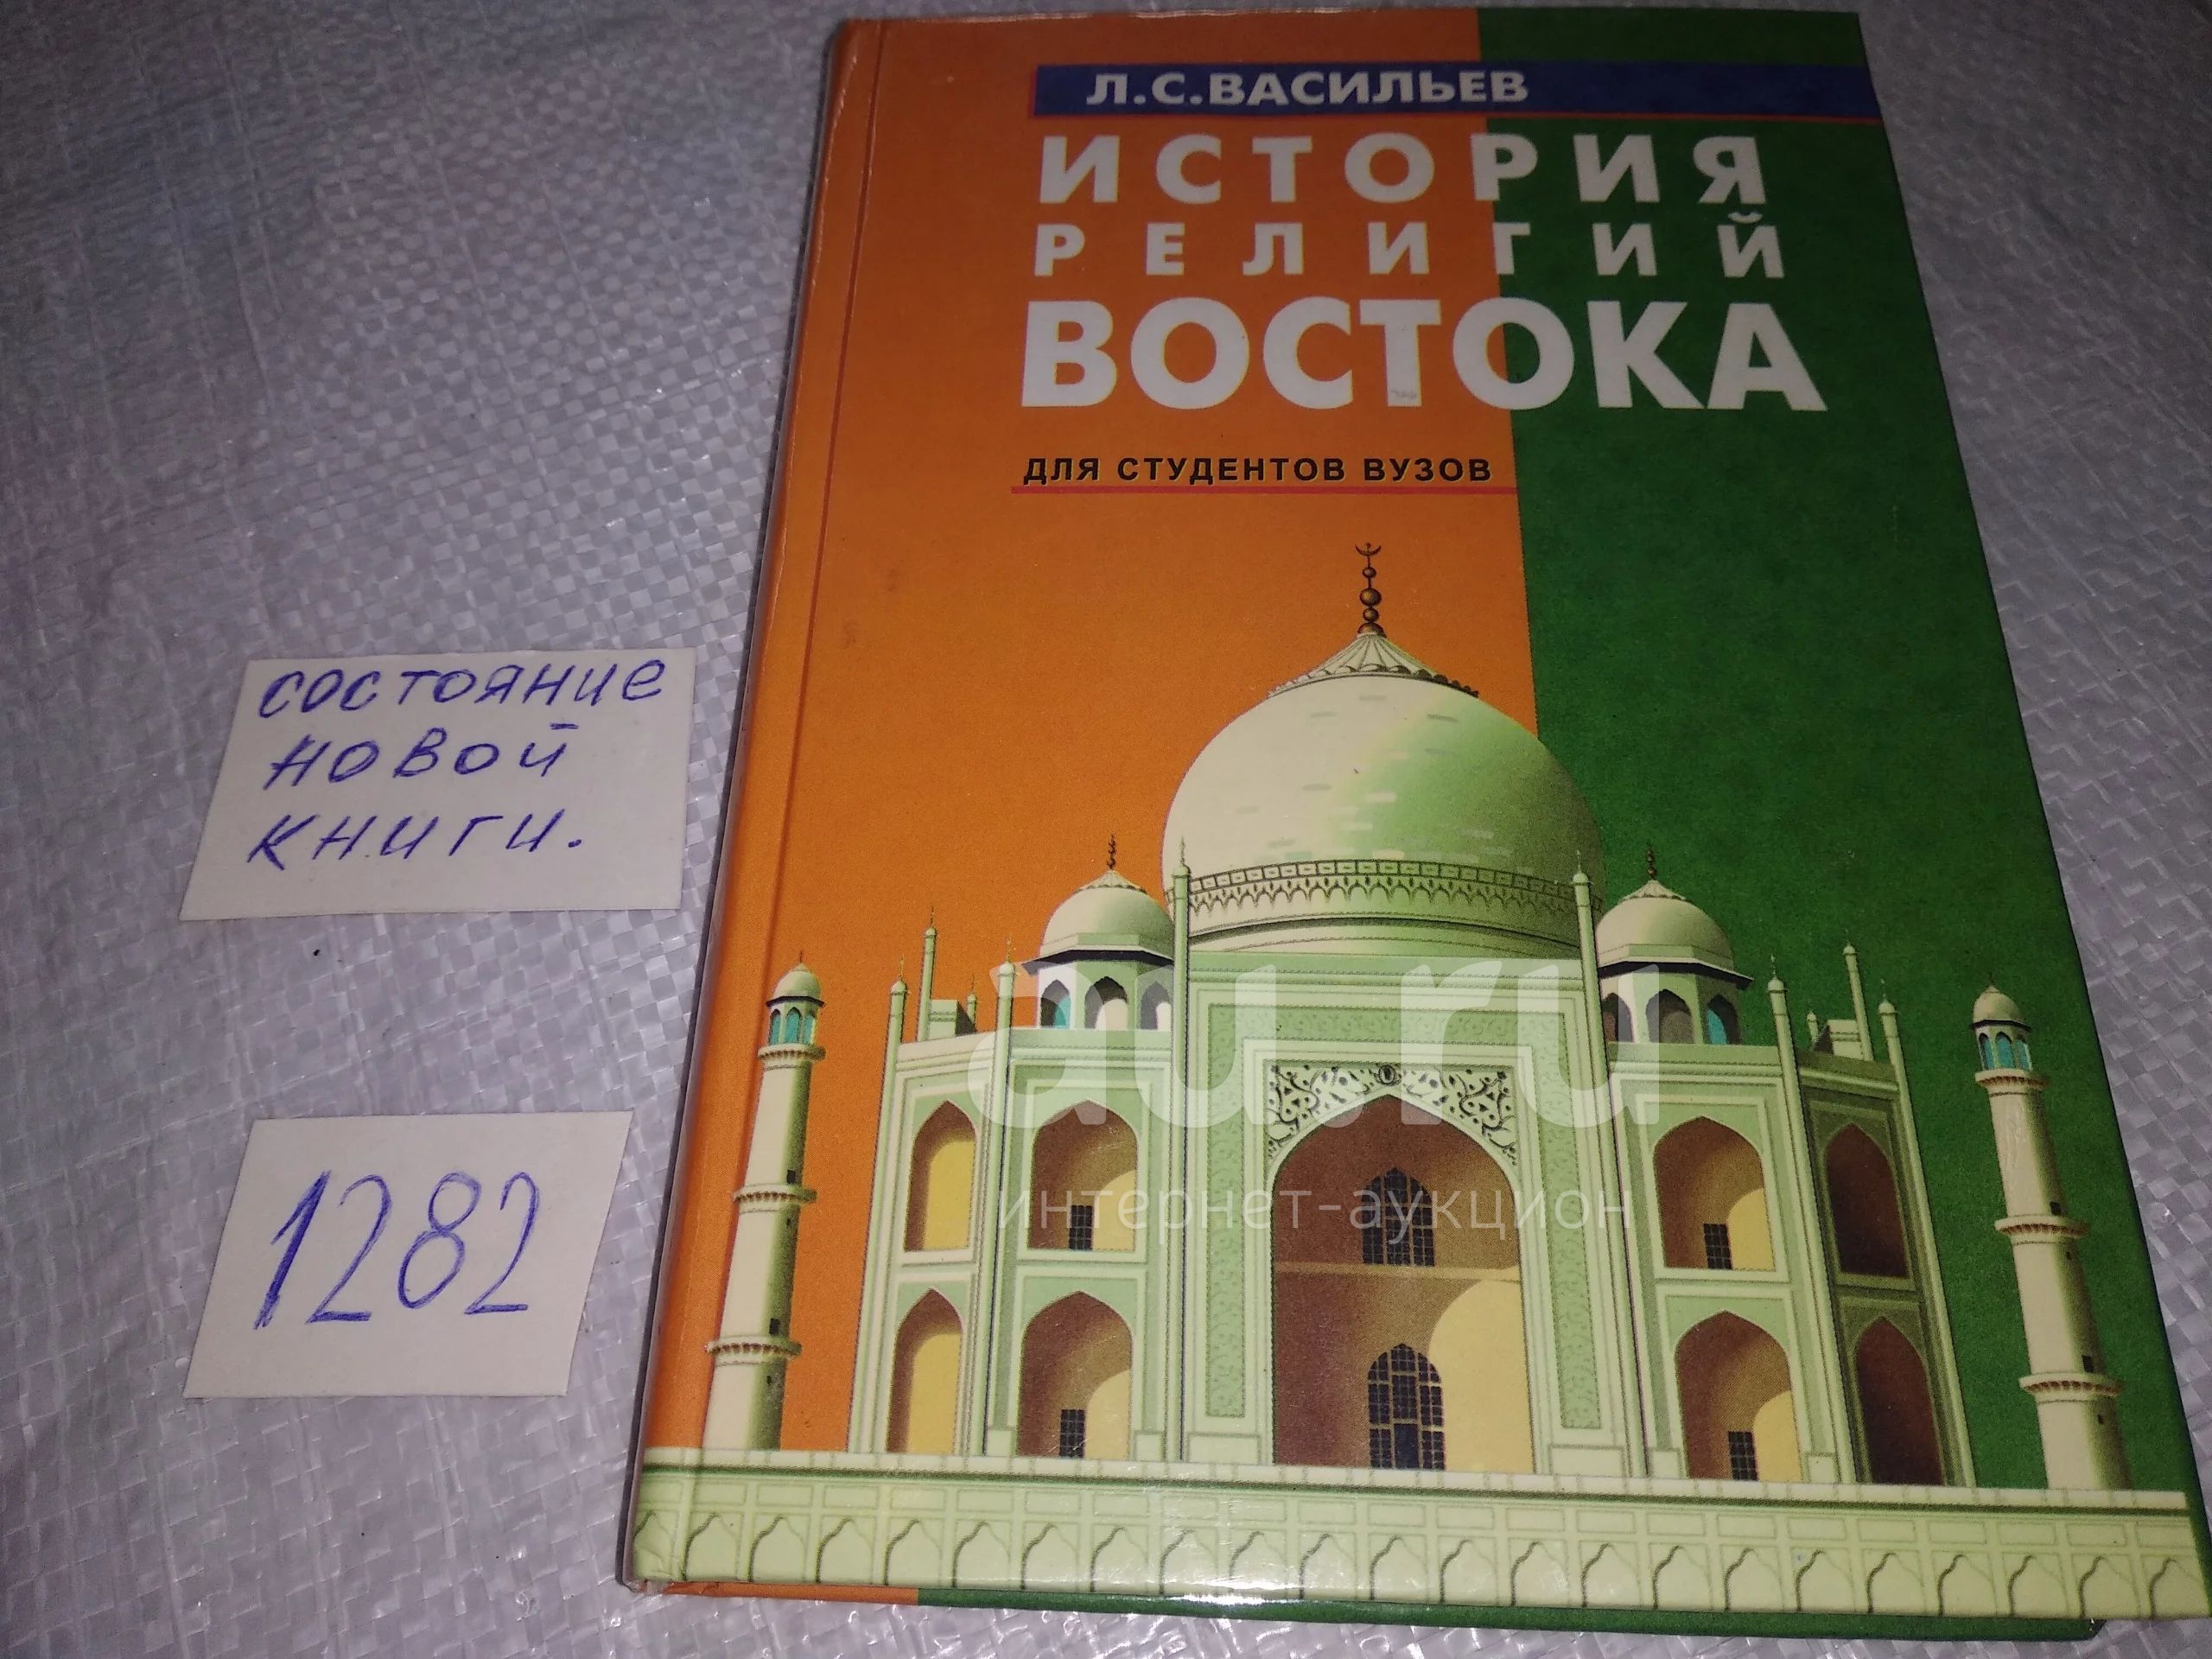 Л.С.ВАСИЛЬЕВ
ИСТОРИЯ
РЕЛИГИЙ
ВОСТОКА
ДЛЯ СТУДЕНТОВ ВУЗОВ
состояние
новой
книги.
1282
au.ru
интернет-аукцион